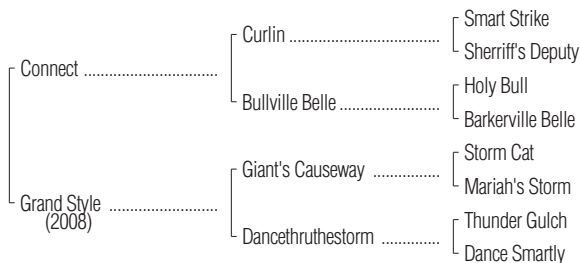 Smart Strike
Curlin ........................................
Sherriff's Deputy
Connect ....................................
Holy Bull
Bullville Belle ...........................
Barkerville Belle
Storm Cat
Giant's Causeway ..................
Mariah's Storm
Grand Style .............................
(2008)
Thunder Gulch
Dancethruthestorm ...............
Dance Smartly